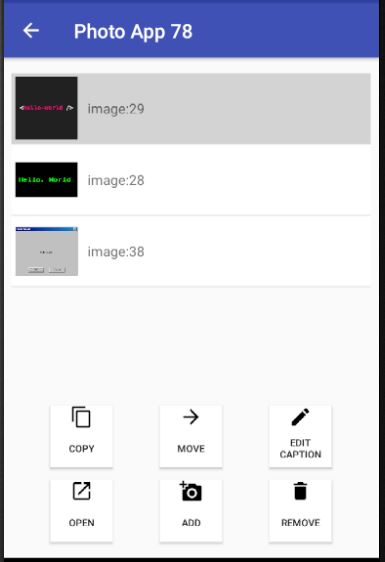 Photo App 78
<hello-world />
image:29
Hello, World
image:28
image:38
COPY
MOVE
EDIT
CAPTION
OPEN
ADD
REMOVE